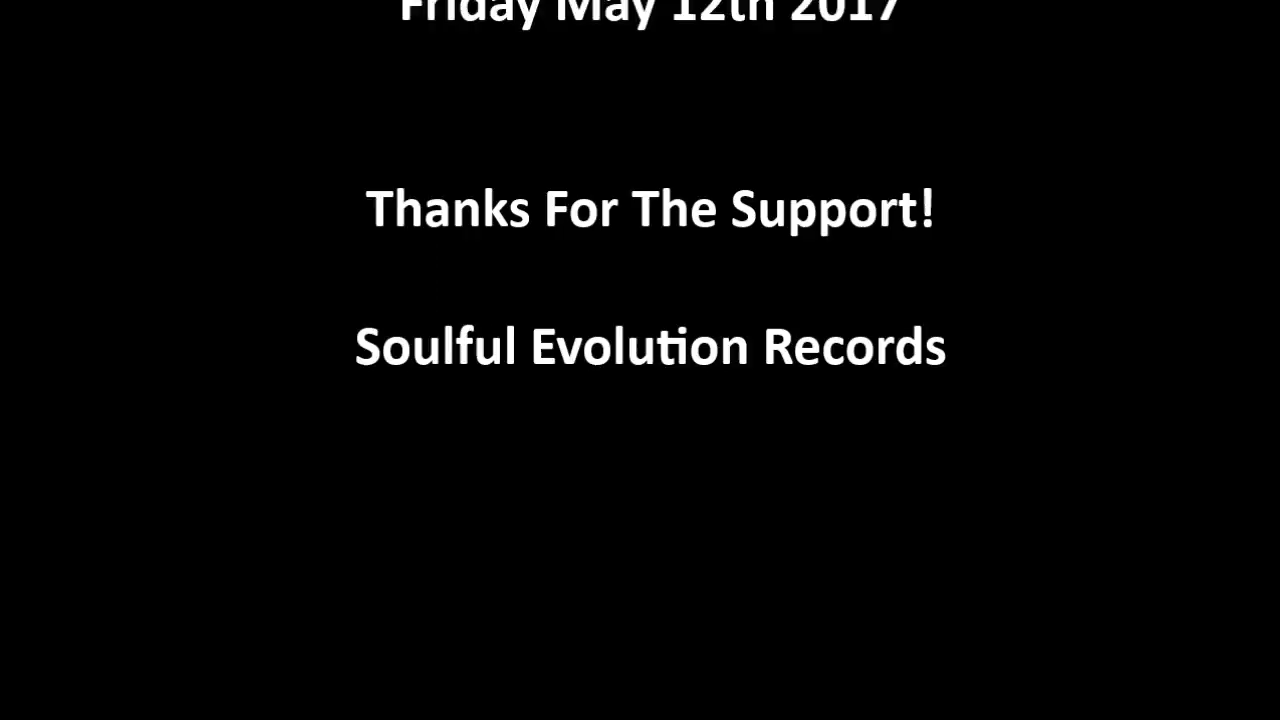 Friday May 12th 2017
Thanks For The Support!
Soulful Evolution Records